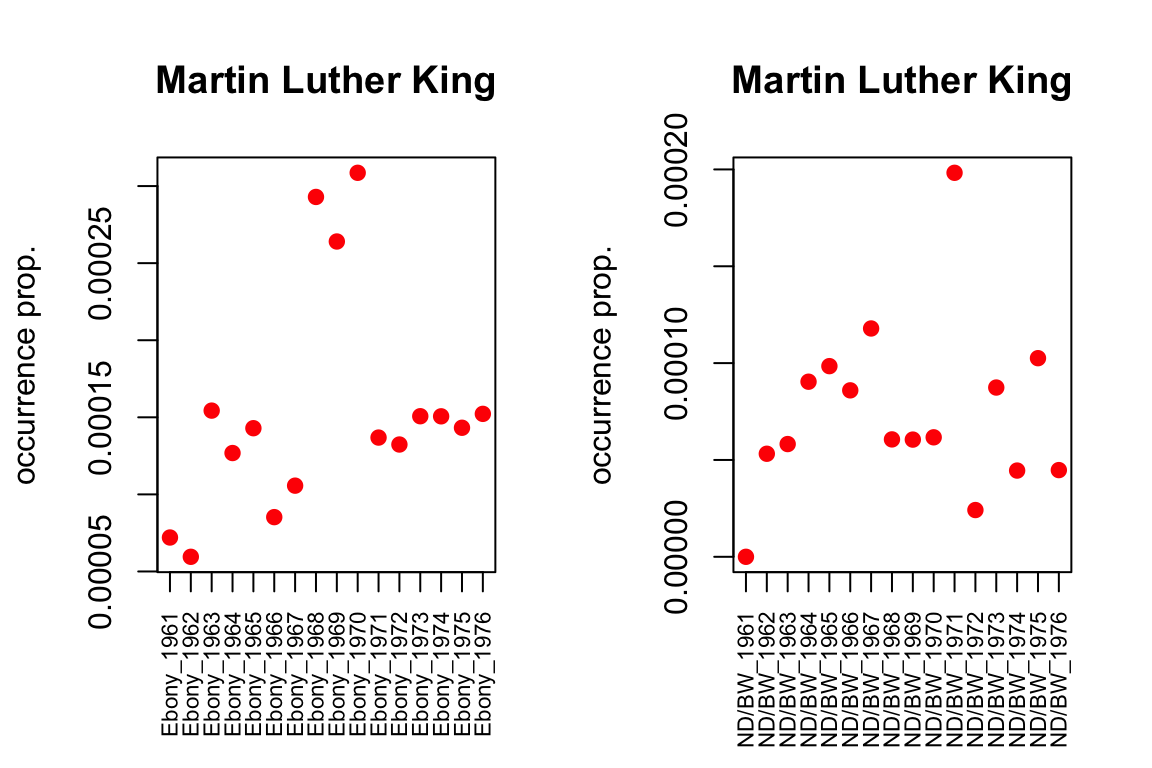 Martin Luther King
occurrence prop.
0.00025
0.00015
0.00005
Ebony_1961
Ebony_1962
Ebony_1963
Ebony_1964
Ebony_1965
Ebony_1966
Ebony_1967
Ebony_1968
Ebony_1969
Ebony_1970
Ebony_1971
Ebony_1972
Ebony_1973
Ebony_1974
Ebony_1975
Ebony_1976
Martin Luther King
occurrence prop.
0.00020
0.00010
0.00000
ND/BW_1961
ND/BW_1962
ND/BW_1963
ND/BW_1964
ND/BW_1965
ND/BW_1966
ND/BW_1967
ND/BW_1968
ND/BW_1969
ND/BW_1970
ND/BW_1971
ND/BW_1972
ND/BW_1973
ND/BW_1974
ND/BW_1975
ND/BW_1976